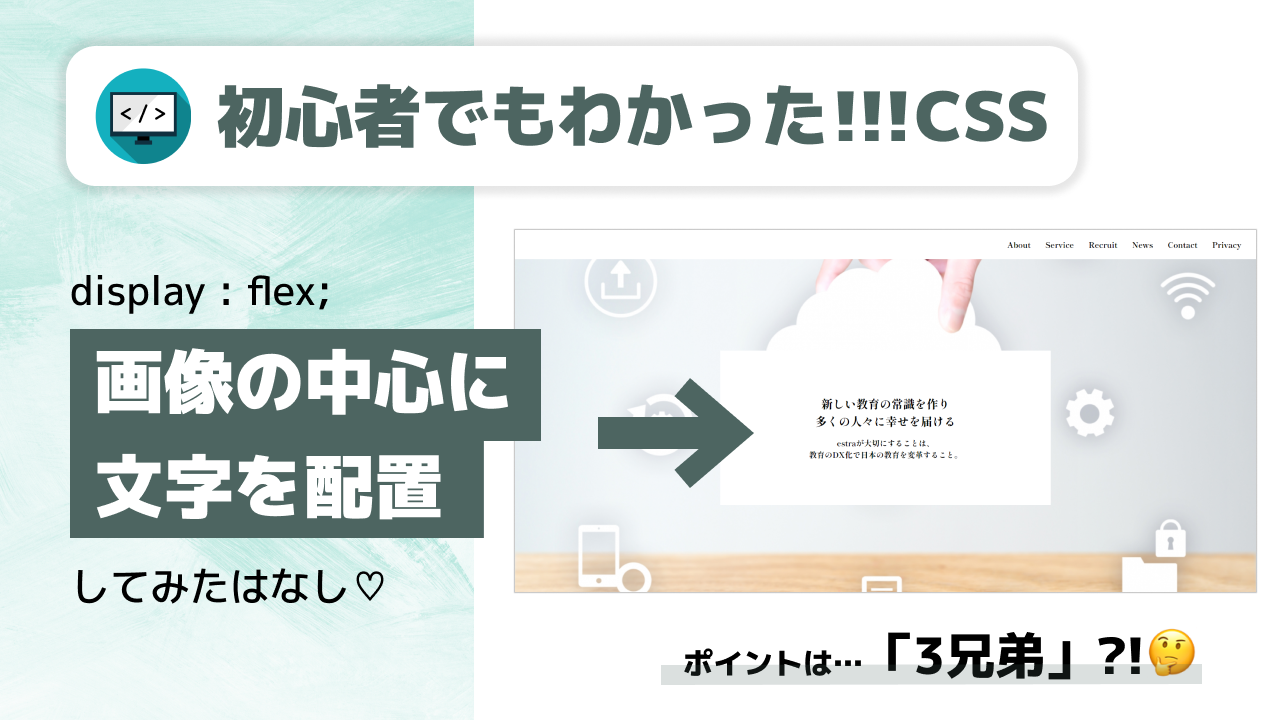 </>
初心者でもわかった!!!CSS
display : flex;
画像の中心に
文字を配置
してみたはなし♡
About Service Recruit News Contact Privacy
新しい教育の常識を作り
多くの人々に幸せを届ける
estraが大切にすることは、
教育のDX化で日本の教育を変革すること。
ポイントは…「3兄弟」?!🤔